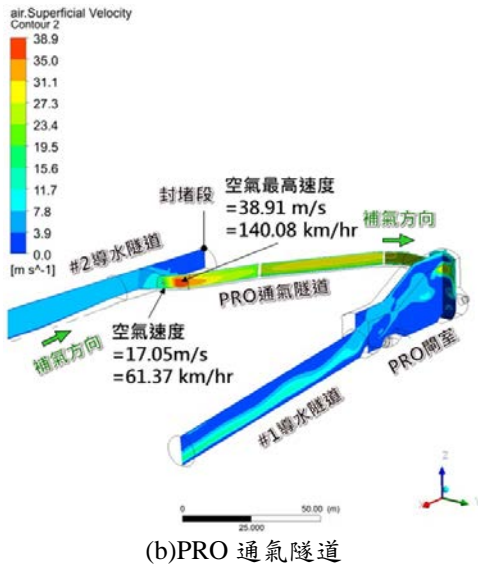 air.Superficial Velocity
Contour 2
38.9
35.0
31.1
27.2
23.4
19.5
15.6
11.7
7.8
3.9
0.0
[m s^-1]
封堵段
空氣最高速度
=38.91 m/s
=140.08 km/hr
補氣方向
#2導水隧道
PRO通氣隧道
補氣方向
空氣速度
=17.05m/s
=61.37 km/hr
PRO閘室
#1導水隧道
0
50.00 (m)
25.000
Z
(b)PRO 通氣隧道